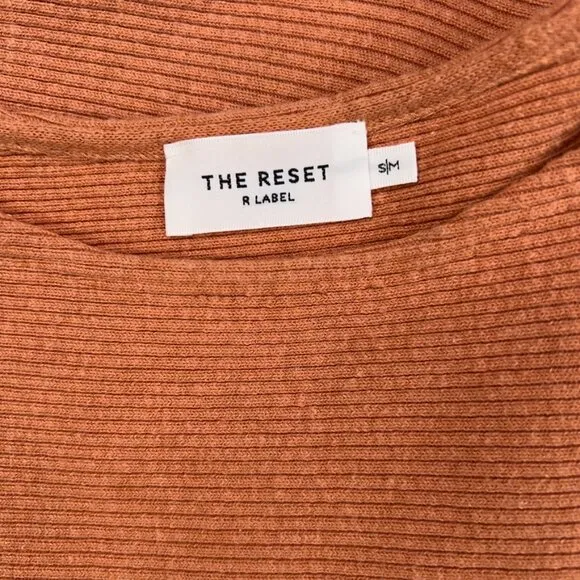 THE RESET
R LABEL
S|M